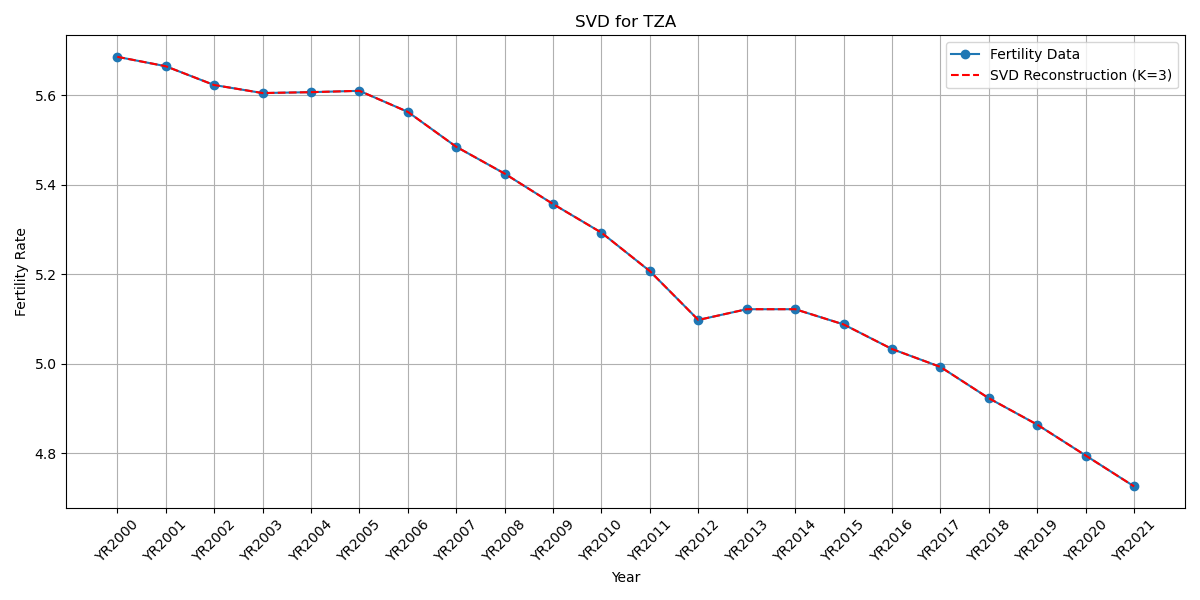 SVD for TZA
Fertility Data
SVD Reconstruction (K=3)
Fertility Rate
5.6
5.4
5.2
5.0
4.8
YR2000
YR2001
YR2002
YR2003
YR2004
YR2005
YR2006
YR2007
YR2008
YR2009
YR2010
YR2011
YR2012
YR2013
YR2014
YR2015
YR2016
YR2017
YR2018
YR2019
YR2020
YR2021
Year